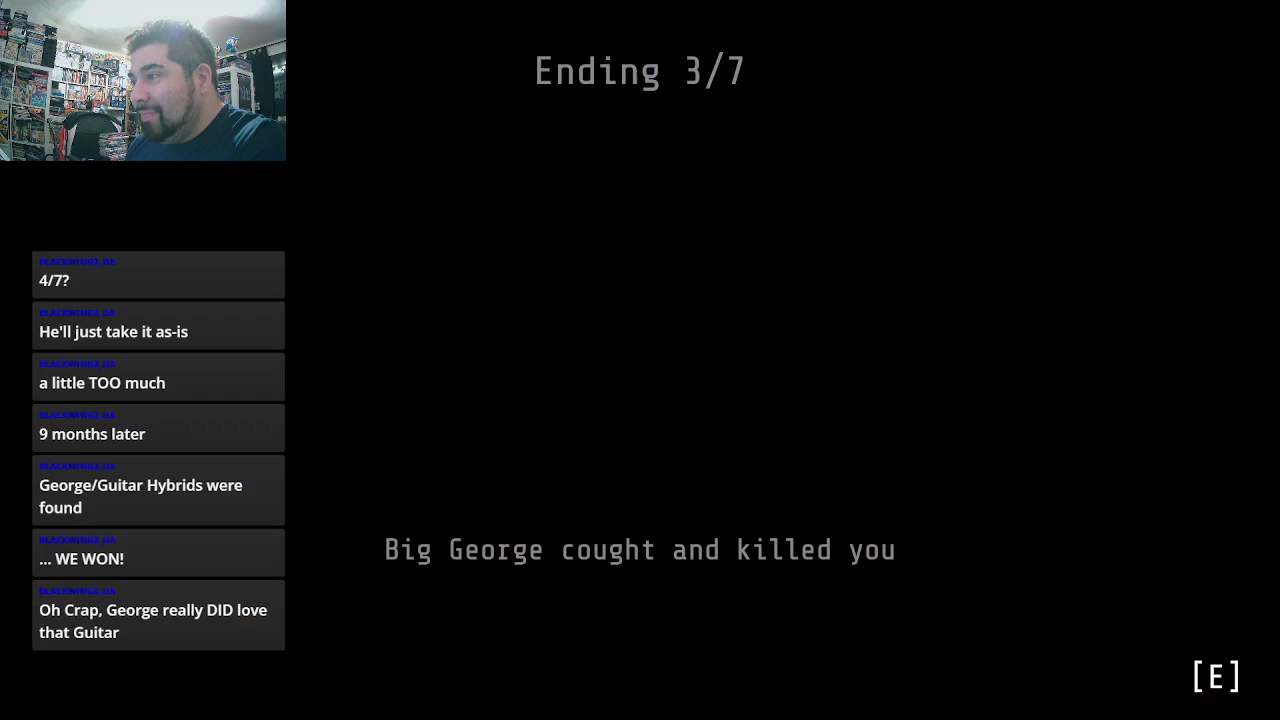 Ending 3/7
4/7?
He'll just take it as-is
a little TOO much
9 months later
George/Guitar Hybrids were
found
... WE WON!
Oh Crap, George really DID love
that Guitar
Big George cought and killed you
[E]